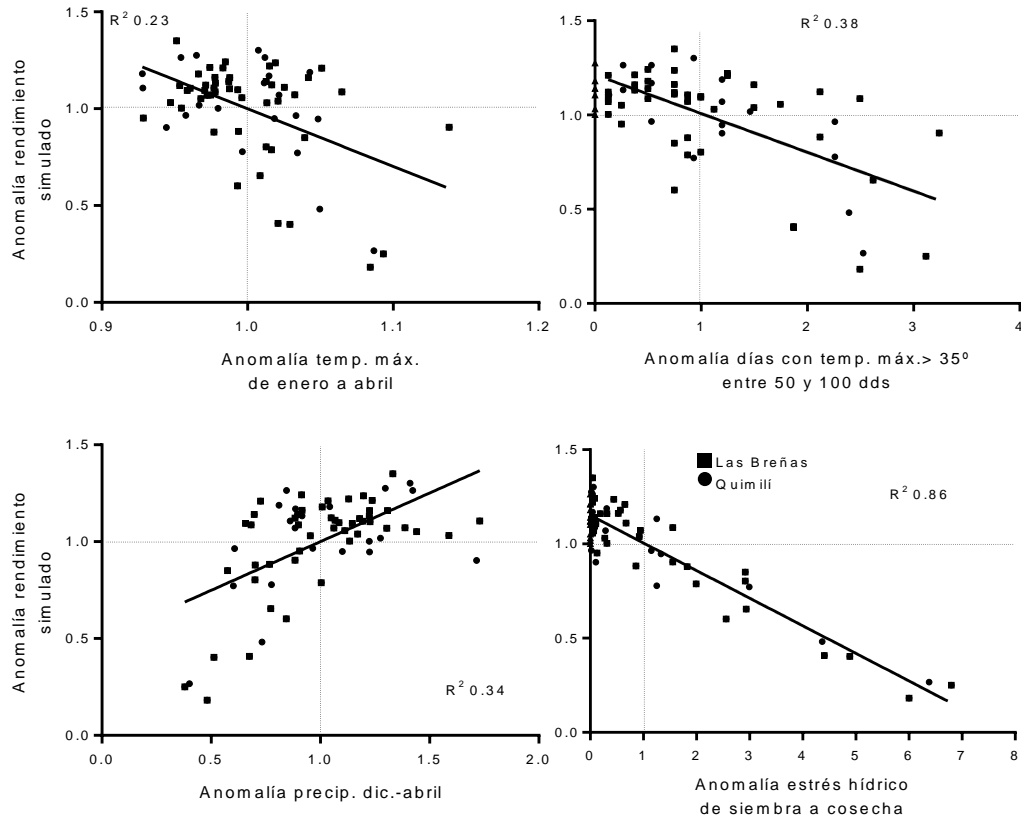 R² 0.23
1.5
1.0
0.5
0.0
0.9
1.0
1.1
1.2
Anomalía rendimiento
simulado
Anomalía temp. máx.
de enero a abril
R² 0.38
1.5
1.0
0.5
0.0
0
1
2
3
4
Anomalía días con temp. máx.> 35º
entre 50 y 100 dds
1.5
1.0
0.5
0.0
0.0
0.5
1.0
1.5
2.0
Anomalía rendimiento
simulado
R² 0.34
Anomalía precip. dic.-abril
1.5
1.0
0.5
0.0
0
1
2
3
4
5
6
7
8
Las Breñas
Quimilí
R² 0.86
Anomalía estrés hídrico
de siembra a cosecha